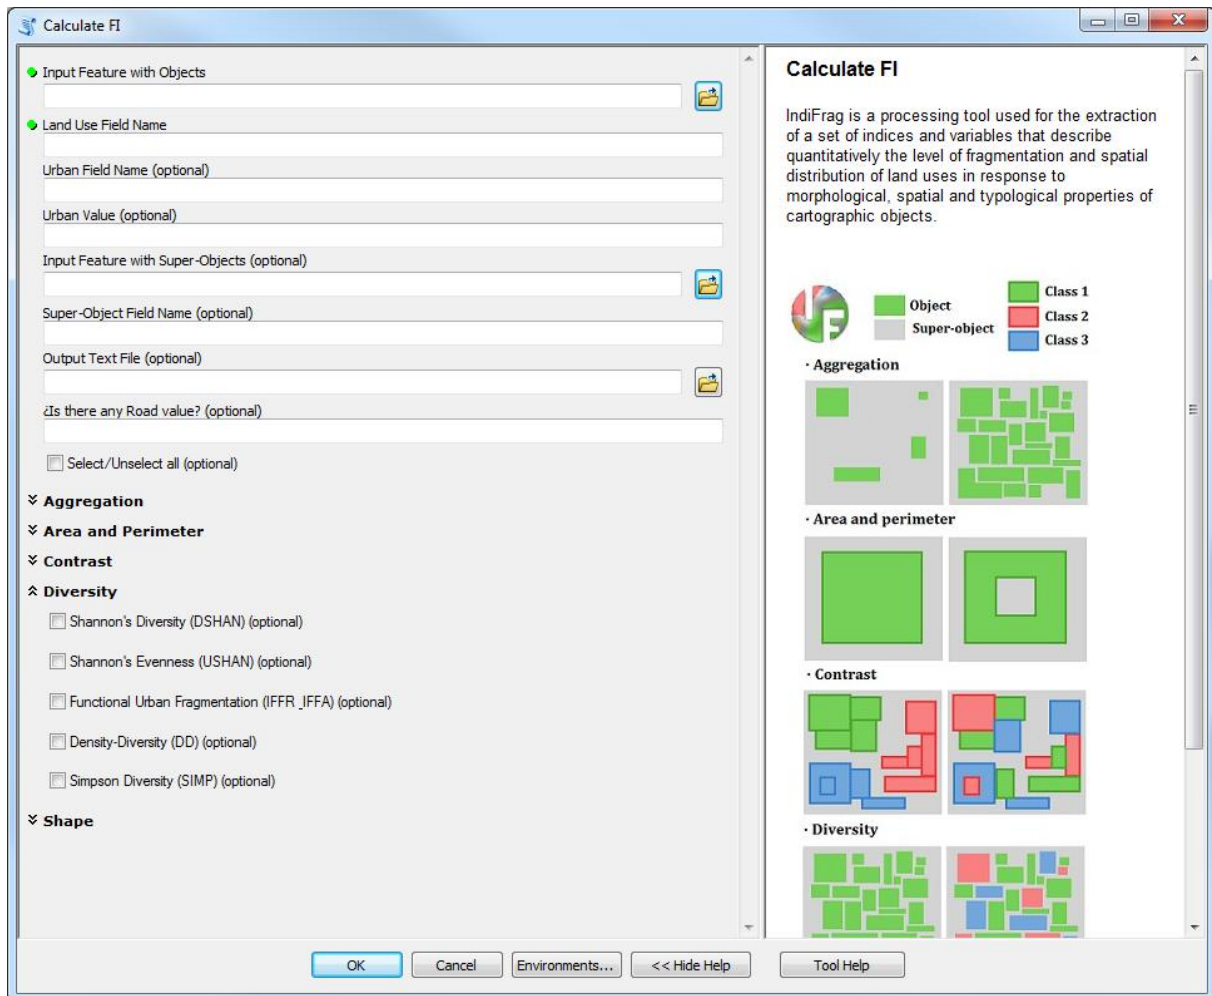 Calculate FI
Input Feature with Objects
Land Use Field Name
Urban Field Name (optional)
Urban Value (optional)
Input Feature with Super-Objects (optional)
Super-Object Field Name (optional)
Output Text File (optional)
¿Is there any Road value? (optional)
Select/Unselect all (optional)
Aggregation
Area and Perimeter
Contrast
Diversity
Shannon's Diversity (DSHAN) (optional)
Shannon's Evenness (USHAN) (optional)
Functional Urban Fragmentation (IFFR_IFFA) (optional)
Density-Diversity (DD) (optional)
Simpson Diversity (SIMP) (optional)
Shape
Calculate FI
IndiFrag is a processing tool used for the extraction
of a set of indices and variables that describe
quantitatively the level of fragmentation and spatial
distribution of land uses in response to
morphological, spatial and typological properties of
cartographic objects.
Object
Super-object
Class 1
Class 2
Class 3
· Aggregation
· Area and perimeter
· Contrast
· Diversity
OK
Cancel
Environments...
<< Hide Help
Tool Help